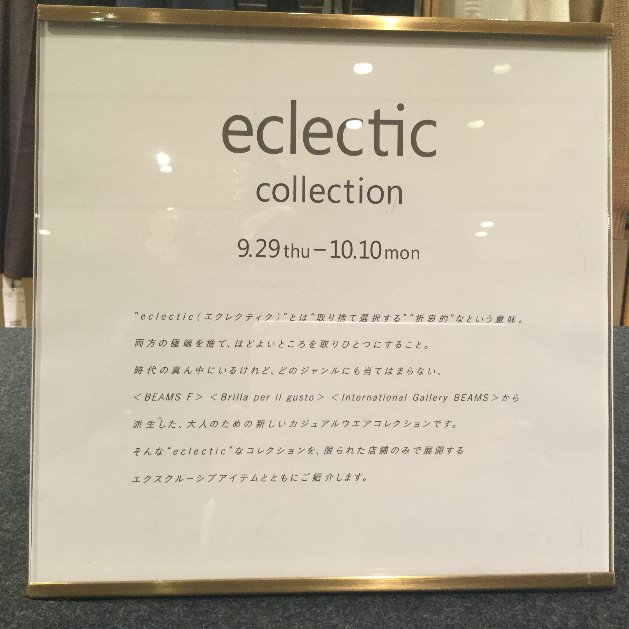 eclectic
collection
9.29 thu – 10.10 mon
“eclectic（エクレクティク）”とは“取り捨て選択する”“折衷的”なという意味。
両方の極端を捨て、ほどよいところを取りひとつにすること。
時代の真ん中にいるけれど、どのジャンルにも当てはまらない、
＜BEAMS F＞ ＜Brilla per il gusto＞ ＜International Gallery BEAMS＞から
派生した、大人のための新しいカジュアルウエアコレクションです。
そんな“eclectic”なコレクションを、限られた店舗のみで展開する
エクスクルーシブアイテムとともにご紹介します。